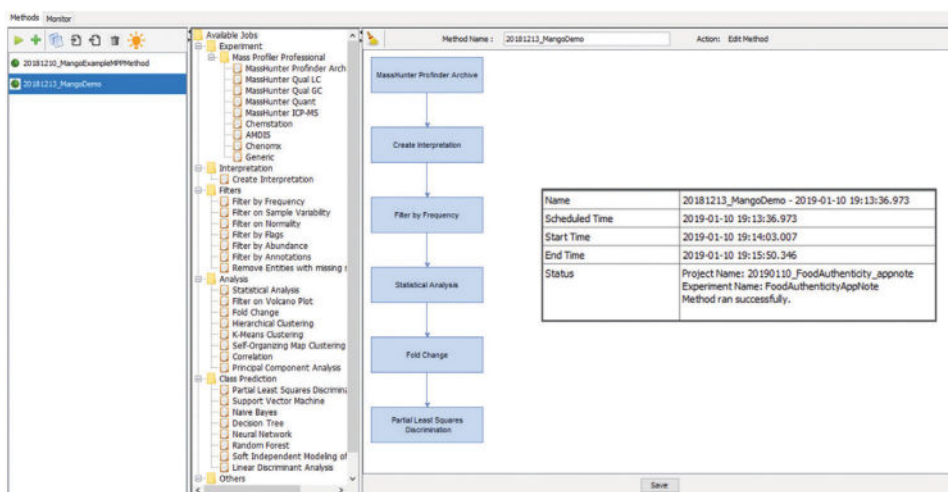 Methods Monitor
20181210_MangoExampleMPPMethod
20181213_MangoDemo
Available Jobs
Experiment
Mass Profiler Professional
MassHunter Profinder Arch
MassHunter Qual LC
MassHunter Qual GC
MassHunter Quant
MassHunter ICP-MS
Chemstation
AMDIS
Chenomx
Generic
Interpretation
Create Interpretation
Filters
Filter by Frequency
Filter on Sample Variability
Filter on Normality
Filter by Flags
Filter by Abundance
Filter by Annotations
Remove Entities with missing
Analysis
Statistical Analysis
Filter on Volcano Plot
Fold Change
Hierarchical Clustering
K-Means Clustering
Self-Organizing Map Clustering
Correlation
Principal Component Analysis
Class Prediction
Partial Least Squares Discrimina
Support Vector Machine
Naive Bayes
Decision Tree
Neural Network
Random Forest
Soft Independent Modeling of
Linear Discriminant Analysis
Others
Method Name : 20181213_MangoDemo Action: Edit Method
MassHunter Profinder Archive
Create Interpretation
Filter by Frequency
Statistical Analysis
Fold Change
Partial Least Squares
Discrimination
Name 20181213_MangoDemo - 2019-01-10 19:13:36.973
Scheduled Time 2019-01-10 19:13:36.973
Start Time 2019-01-10 19:14:03.007
End Time 2019-01-10 19:15:50.346
Status Project Name: 20190110_FoodAuthenticity_appnote
Experiment Name: FoodAuthenticityAppNote
Method ran successfully.
Save